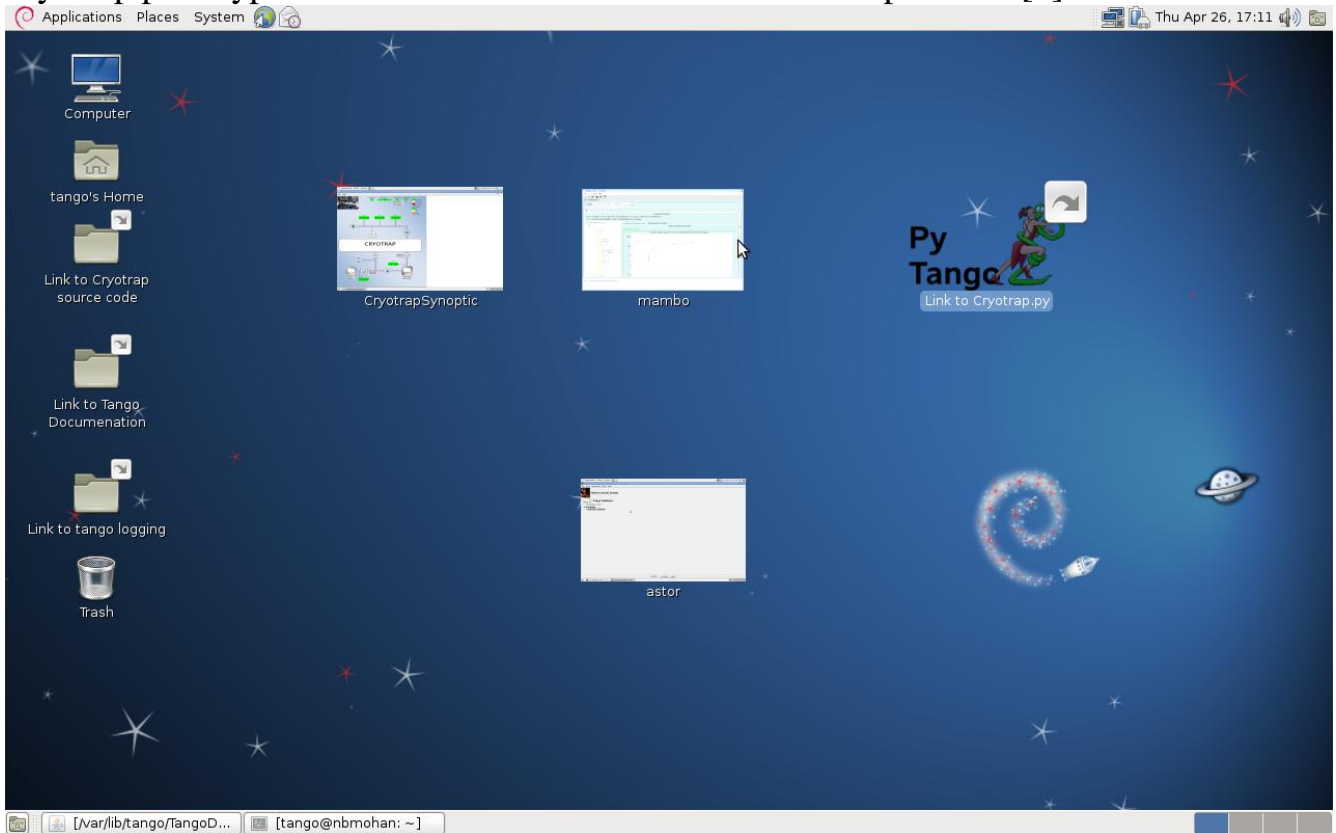 Applications Places System
Thu Apr 26, 17:11
Computer
tango's Home
Link to Cryotrap
source code
CRYOTRAP
CryotrapSynoptic
mambo
Py
Tango
Link to Cryotrap.py
Link to Tango
Documenation
Link to tango logging
astor
Trash
[/var/lib/tango/TangoD...
[tango@nbmohan: ~]